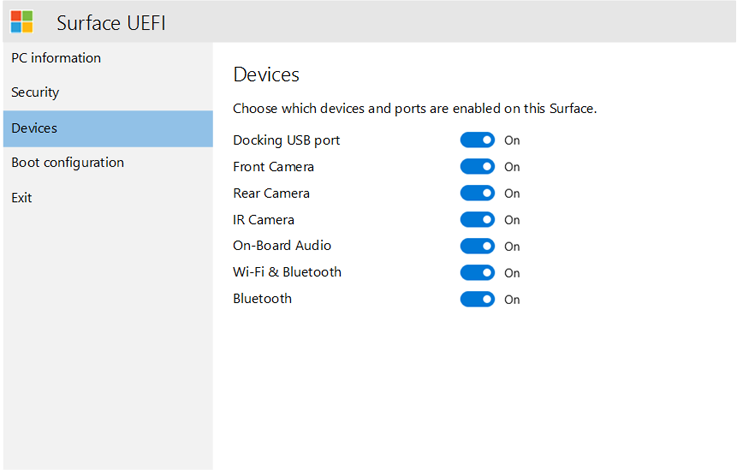 Surface UEFI
PC information
Security
Devices
Boot configuration
Exit
Devices
Choose which devices and ports are enabled on this Surface.
Docking USB port On
Front Camera On
Rear Camera On
IR Camera On
On-Board Audio On
Wi-Fi & Bluetooth On
Bluetooth On